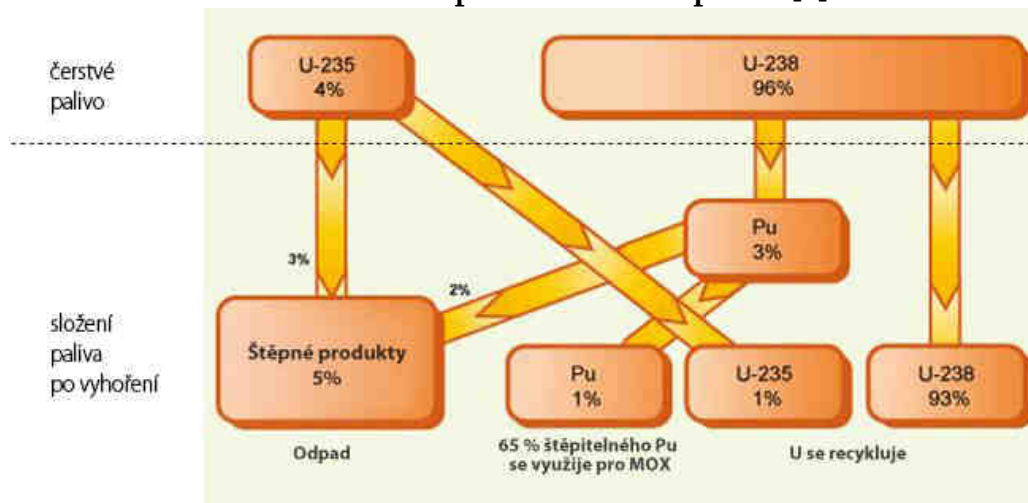 U-235
4%
U-238
96%
čerstvé
palivo
Pu
3%
3%
2%
složení
paliva
po vyhoření
Štěpné produkty
5%
Pu
1%
U-235
1%
U-238
93%
Odpad
65 % štěpitelného Pu
se využije pro MOX
U se recykluje